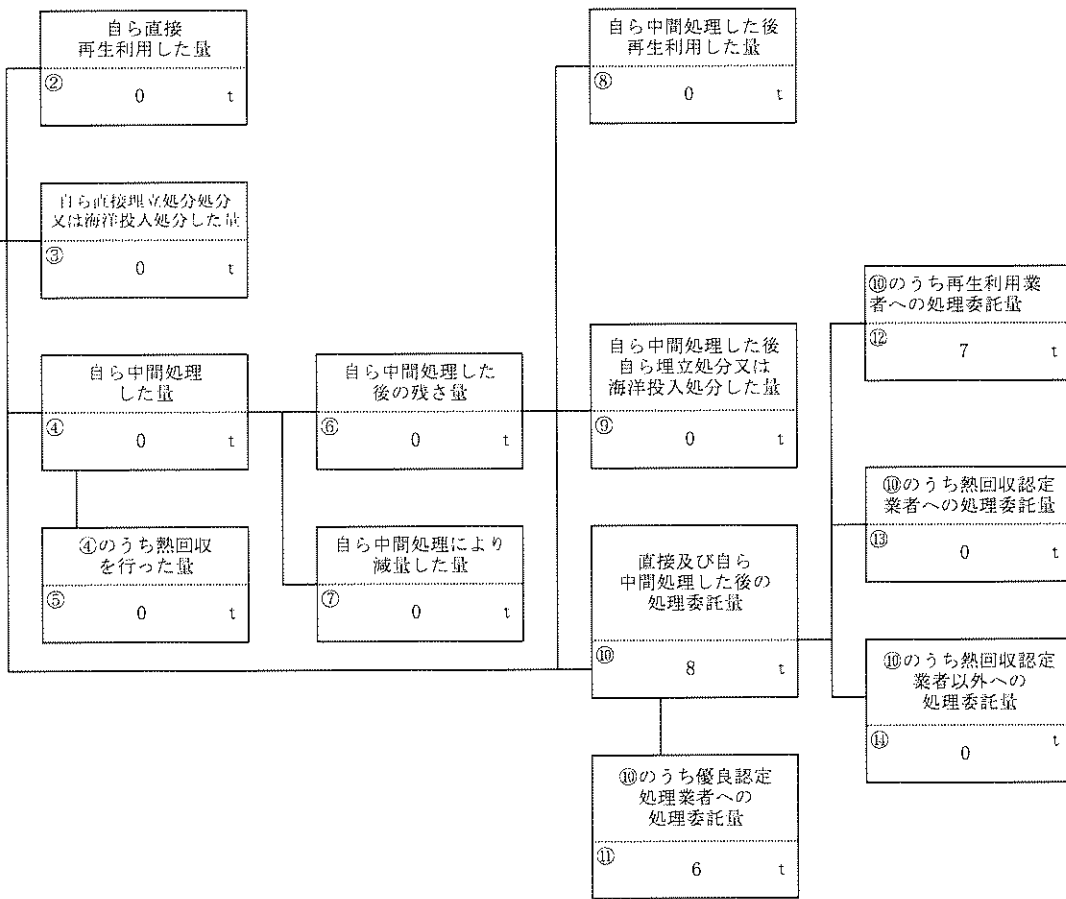 自ら直接
再生利用した量
② 0 t
自ら中間処理した後
再生利用した量
⑧ 0 t
自ら直接埋立処分処分
又は海洋投入処分した量
③ 0 t
⑩のうち再生利用業
者への処理委託量
⑫ 7 t
自ら中間処理
した量
④ 0 t
自ら中間処理した
後の残さ量
⑥ 0 t
自ら中間処理した後
自ら埋立処分又は
海洋投入処分した量
⑨ 0 t
⑩のうち熱回収認定
業者への処理委託量
⑬ 0 t
④のうち熱回収
を行った量
⑤ 0 t
自ら中間処理により
減量した量
⑦ 0 t
直接及び自ら
中間処理した後の
処理委託量
⑩ 8 t
⑩のうち熱回収認定
業者以外への
処理委託量
⑭ 0 t
⑩のうち優良認定
処理業者への
処理委託量
⑪ 6 t